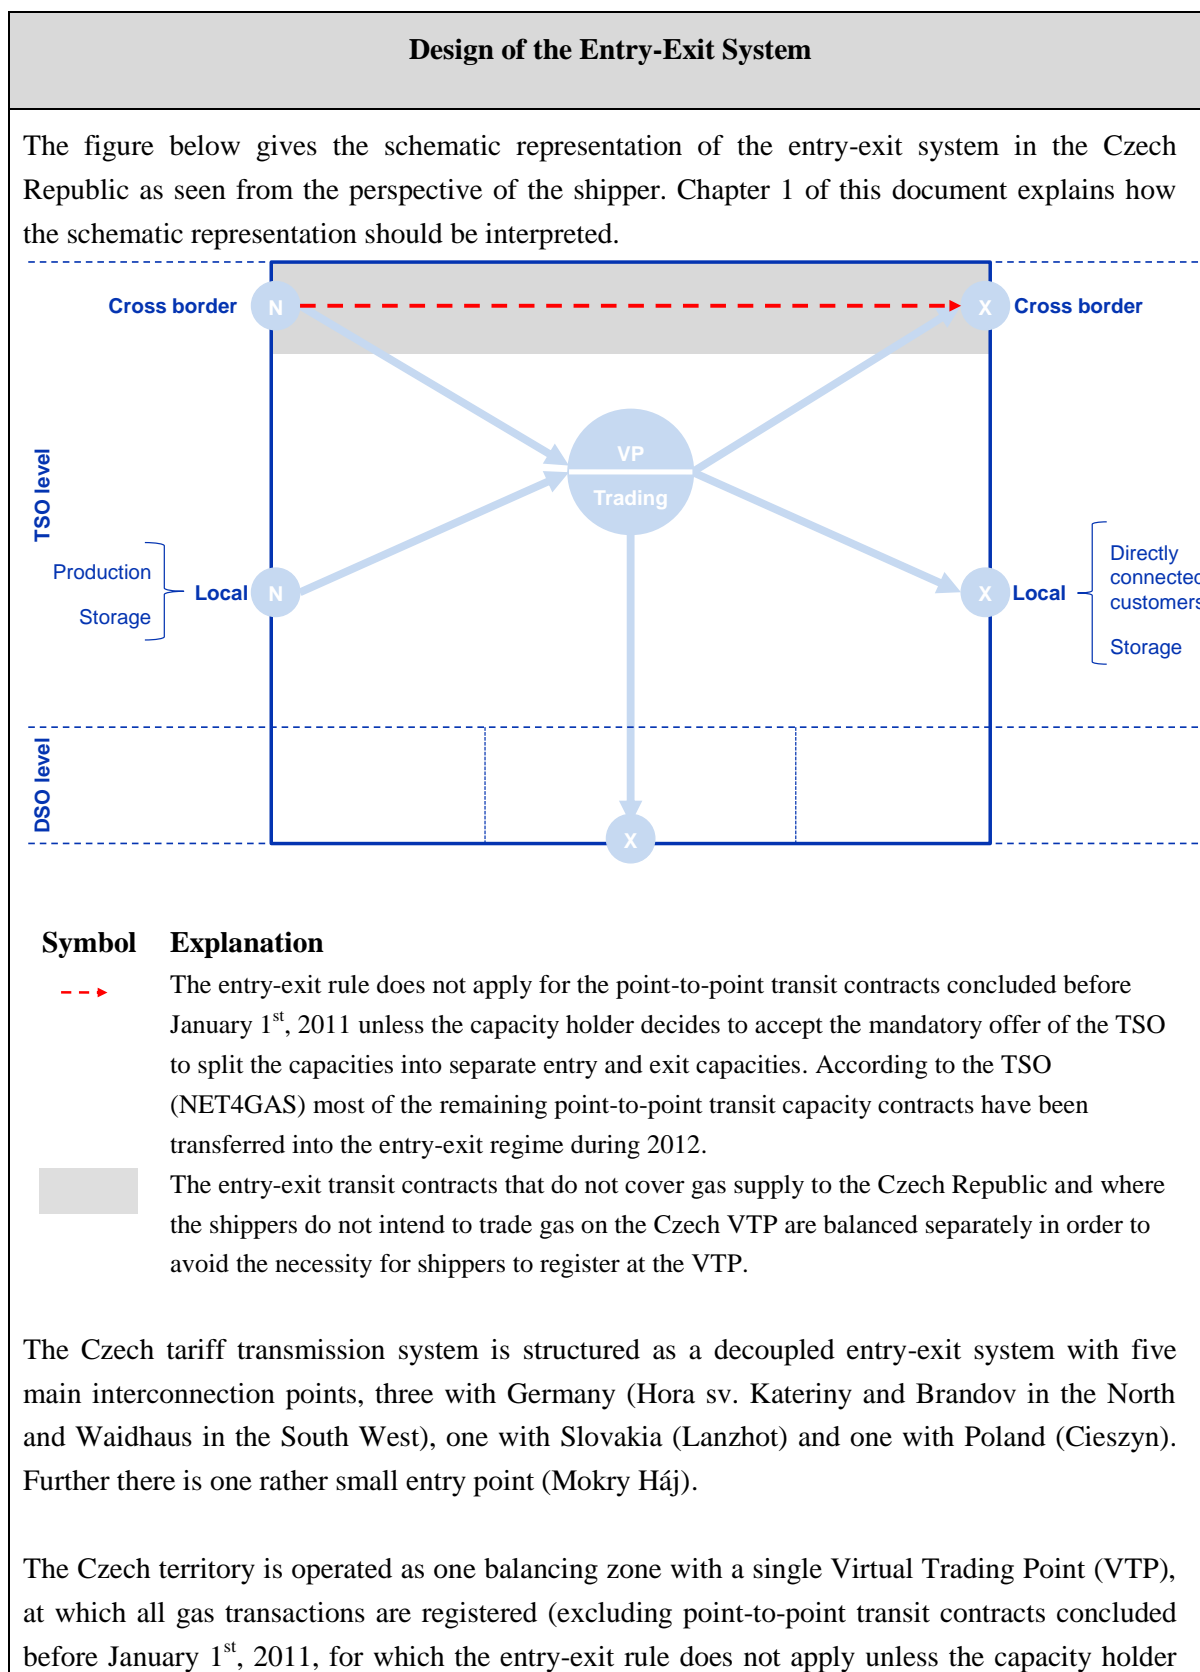 Design of the Entry-Exit System
The figure below gives the schematic representation of the entry-exit system in the Czech
Republic as seen from the perspective of the shipper. Chapter 1 of this document explains how
the schematic representation should be interpreted.
Cross border
N
X
Cross border
VP
Trading
TSO level
Production
Storage
Local
N
X
Local
Directly
connected
customers
Storage
DSO level
X
Symbol Explanation
The entry-exit rule does not apply for the point-to-point transit contracts concluded before
January 1st, 2011 unless the capacity holder decides to accept the mandatory offer of the TSO
to split the capacities into separate entry and exit capacities. According to the TSO
(NET4GAS) most of the remaining point-to-point transit capacity contracts have been
transferred into the entry-exit regime during 2012.
The entry-exit transit contracts that do not cover gas supply to the Czech Republic and where
the shippers do not intend to trade gas on the Czech VTP are balanced separately in order to
avoid the necessity for shippers to register at the VTP.
The Czech tariff transmission system is structured as a decoupled entry-exit system with five
main interconnection points, three with Germany (Hora sv. Kateriny and Brandov in the North
and Waidhaus in the South West), one with Slovakia (Lanzhot) and one with Poland (Cieszyn).
Further there is one rather small entry point (Mokry Háj).
The Czech territory is operated as one balancing zone with a single Virtual Trading Point (VTP),
at which all gas transactions are registered (excluding point-to-point transit contracts concluded
before January 1st, 2011, for which the entry-exit rule does not apply unless the capacity holder